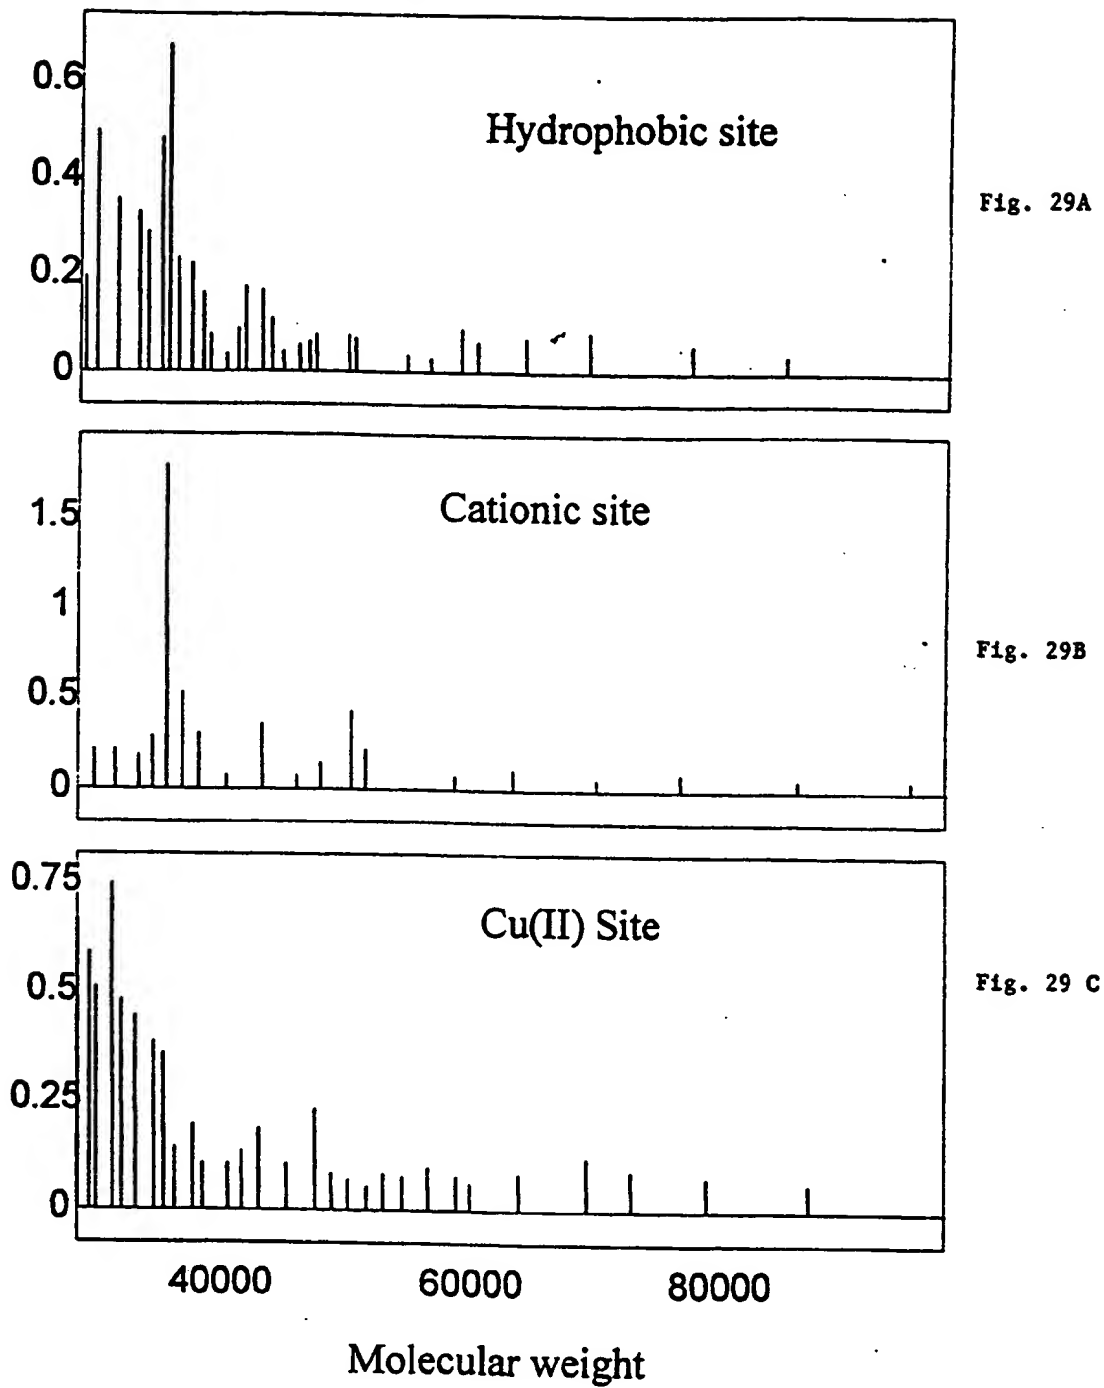 0.6
0.4
0.2
0
Hydrophobic site
Fig. 29A
1.5
1
0.5
0
Cationic site
Fig. 29B
0.75
0.5
0.25
0
Cu(II) Site
Fig. 29 C
40000 60000 80000
Molecular weight